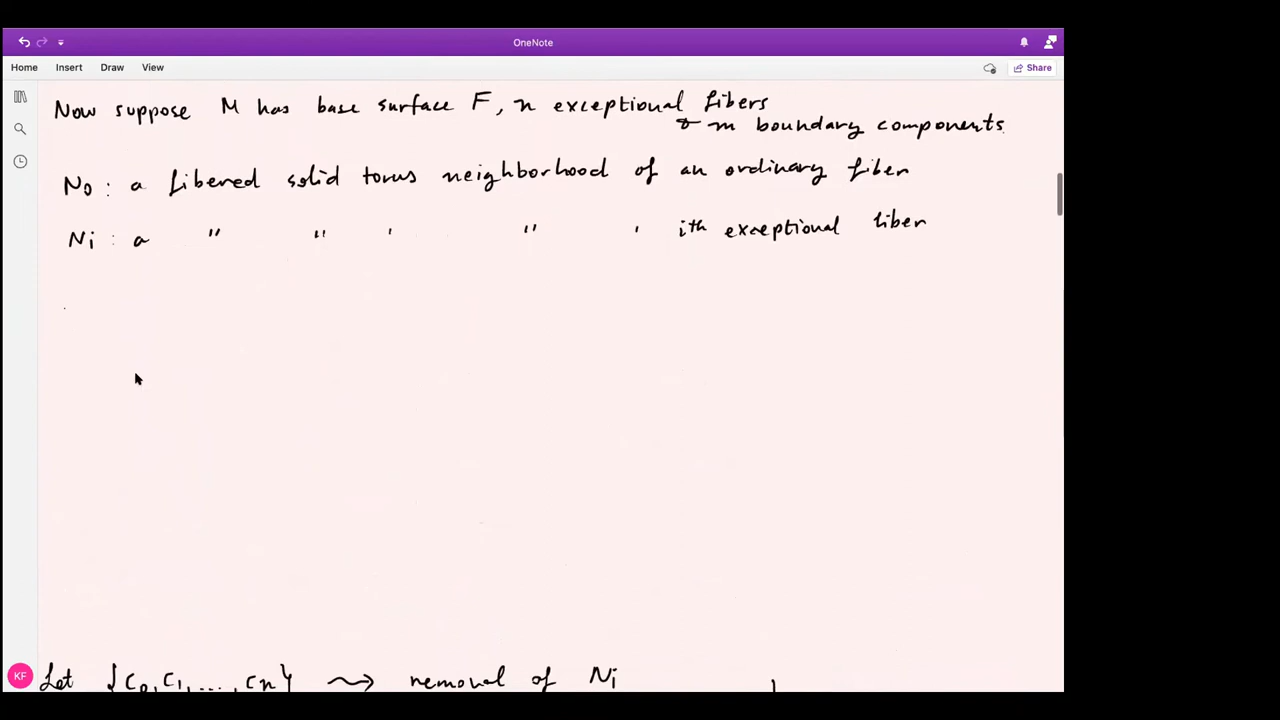 OneNote
Home Insert Draw View Share
Now suppose M has base surface F, n exceptional fibers
& m boundary components.
No : a fibered solid torus neighborhood of an ordinary fiber
Ni : a " " ' " ' ith exceptional fiber
KF
Let {C0, C1, ..., Cn} ⇝ removal of Ni